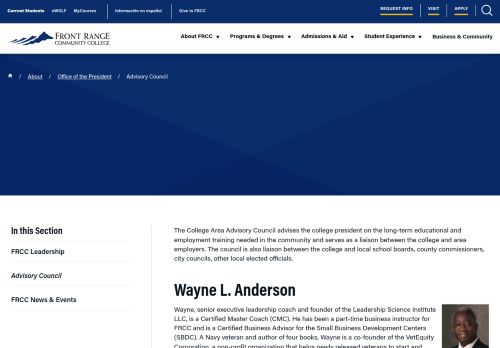 Current Students eWOLF MyCourses Información en español Give to FRCC REQUEST INFO VISIT APPLY
FRONT RANGE
COMMUNITY COLLEGE
About FRCC Programs & Degrees Admissions & Aid Student Experience Business & Community
/ About / Office of the President / Advisory Council
In this Section
FRCC Leadership
Advisory Council
FRCC News & Events
The College Area Advisory Council advises the college president on the long-term educational and
employment training needed in the community and serves as a liaison between the college and area
employers. The council is also liaison between the college and local school boards, county commissioners,
city councils, other local elected officials.
Wayne L. Anderson
Wayne, senior executive leadership coach and founder of the Leadership Science Institute
LLC, is a Certified Master Coach (CMC). He has been a part-time business instructor for
FRCC and is a Certified Business Advisor for the Small Business Development Centers
(SBDC). A Navy veteran and author of four books, Wayne is a co-founder of the VetEquity
Corporation, a non-profit organization that helps newly released veterans to start and